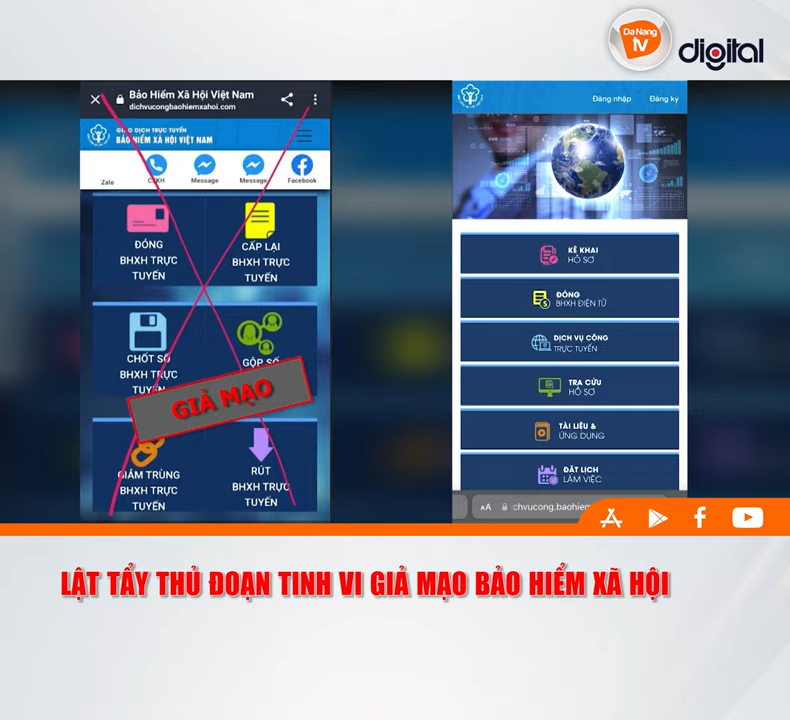 Da Nang
tv
digital
Bảo Hiểm Xã Hội Việt Nam
dichvucongbaohiemxahoi.com
GIAO DỊCH TRỰC TUYẾN
BẢO HIỂM XÃ HỘI VIỆT NAM
Zalo
CSKH
Message
Message
Facebook
ĐÓNG
BHXH TRỰC
TUYẾN
CẤP LẠI
BHXH TRỰC
TUYẾN
CHỐT SỔ
BHXH TRỰC
TUYẾN
GỘP SỔ
GIẢ MẠO
GIẢM TRÙNG
BHXH TRỰC
TUYẾN
RÚT
BHXH TRỰC
TUYẾN
Đăng nhập
Đăng ký
KÊ KHAI
HỒ SƠ
ĐÓNG
BHXH ĐIỆN TỬ
DỊCH VỤ CÔNG
TRỰC TUYẾN
TRA CỨU
HỒ SƠ
TÀI LIỆU &
ỨNG DỤNG
ĐẶT LỊCH
LÀM VIỆC
AA
chvucong.baohiem
LẬT TẨY THỦ ĐOẠN TINH VI GIẢ MẠO BẢO HIỂM XÃ HỘI